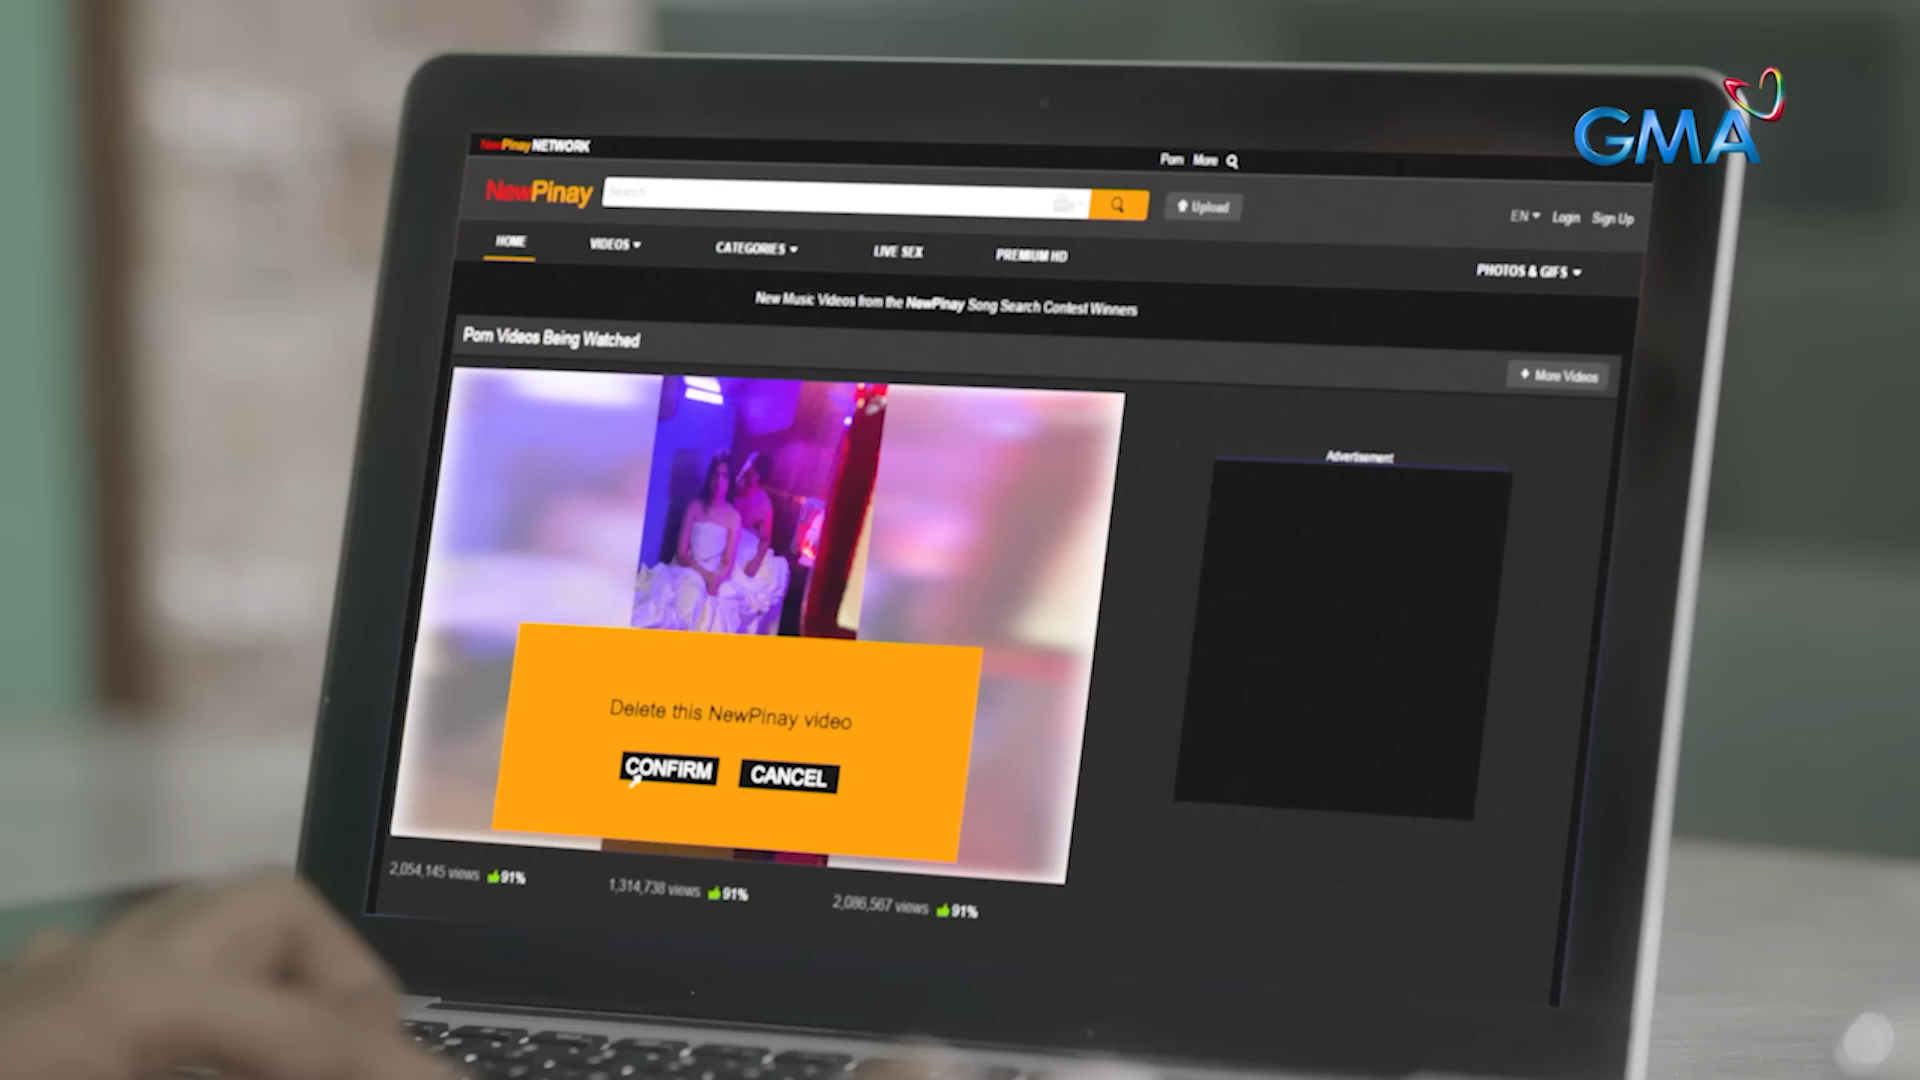 GMA
NewPinay NETWORK
Porn More
NewPinay
Search
Upload
EN Login Sign Up
HOME VIDEOS CATEGORIES LIVE SEX PREMIUM HD PHOTOS & GIFS
New Music Videos from the NewPinay Song Search Contest Winners
Porn Videos Being Watched
More Videos
Advertisement
Delete this NewPinay video
CONFIRM CANCEL
2,054,145 views 91%
1,314,738 views 91%
2,086,567 views 91%